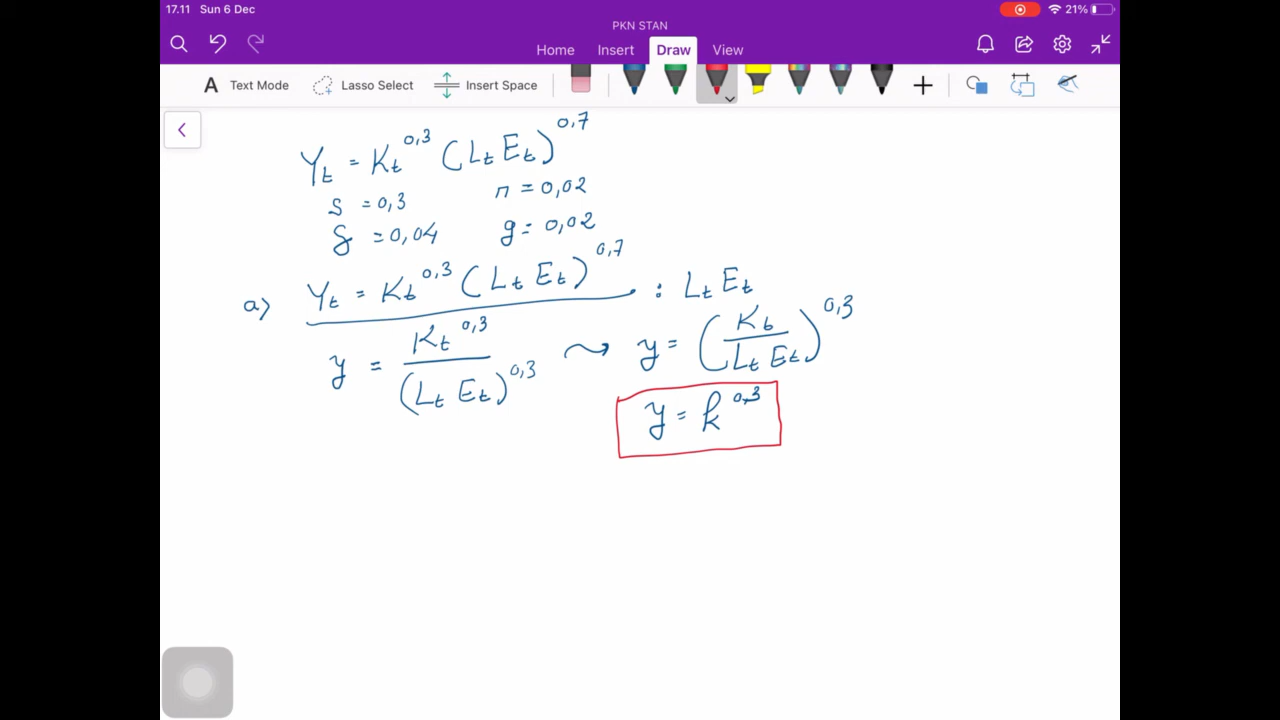 17.11 Sun 6 Dec
21%
PKN STAN
Home Insert Draw View
Text Mode Lasso Select Insert Space
Yₜ = Kₜ^0,3 (Lₜ Eₜ)^0,7
s = 0,3 n = 0,02
δ = 0,04 g = 0,02
a) Yₜ = Kₜ^0,3 (Lₜ Eₜ)^0,7 : Lₜ Eₜ
y = Kₜ^0,3 / (Lₜ Eₜ)^0,3 ⇝ y = (Kₜ / Lₜ Eₜ)^0,3
y = k^0,3